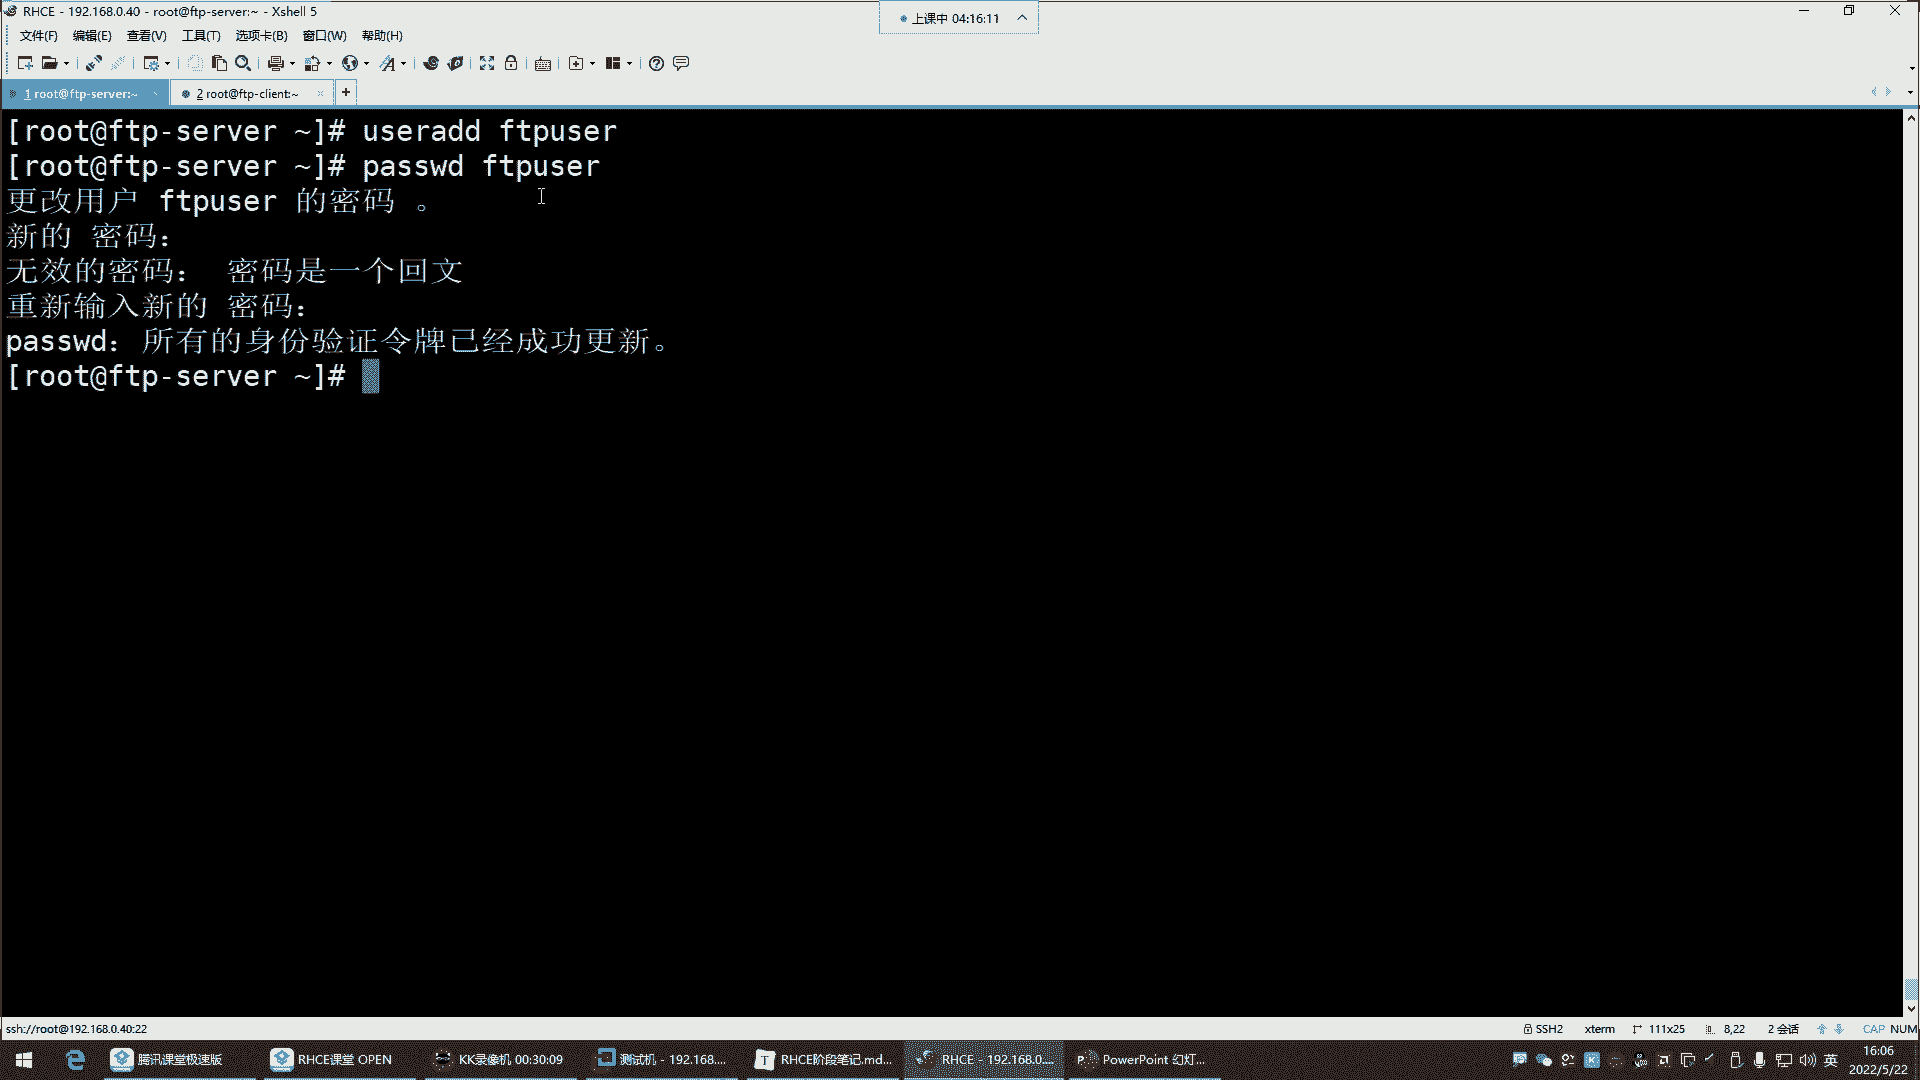 RHCE - 192.168.0.40 - root@ftp-server:~ - Xshell 5
上课中 04:16:11
文件(F) 编辑(E) 查看(V) 工具(T) 选项卡(B) 窗口(W) 帮助(H)
1 root@ftp-server:~ 2 root@ftp-client:~
[root@ftp-server ~]# useradd ftpuser
[root@ftp-server ~]# passwd ftpuser
更改用户 ftpuser 的密码 。
新的 密码：
无效的密码： 密码是一个回文
重新输入新的 密码：
passwd：所有的身份验证令牌已经成功更新。
[root@ftp-server ~]#
ssh://root@192.168.0.40:22 SSH2 xterm 111x25 8,22 2 会话 CAP NUM
腾讯课堂极速版 RHCE课堂 OPEN KK录像机 00:30:09 测试机 - 192.168.... RHCE阶段笔记.md... RHCE - 192.168.0.... PowerPoint 幻灯... 英 16:06
2022/5/22